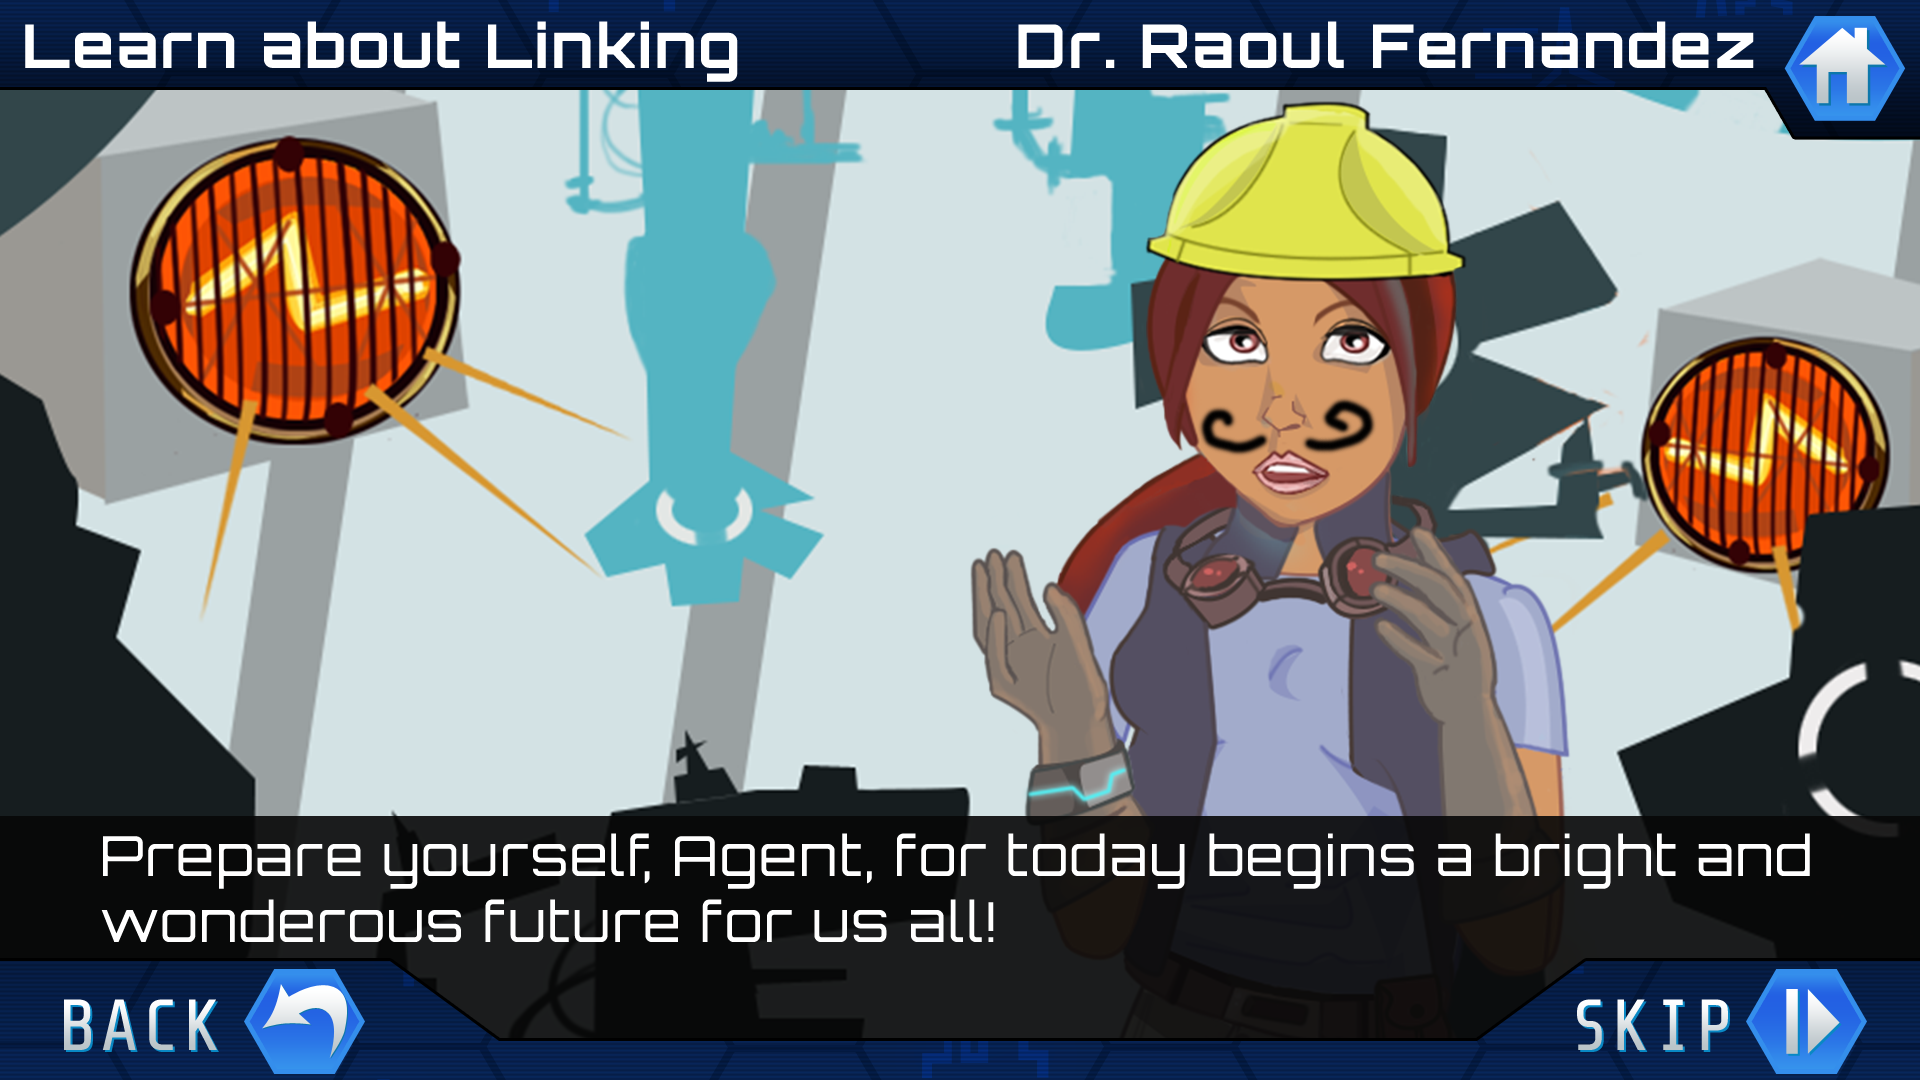 Learn about Linking
Dr. Raoul Fernandez
Prepare yourself, Agent, for today begins a bright and
wonderous future for us all!
BACK
SKIP